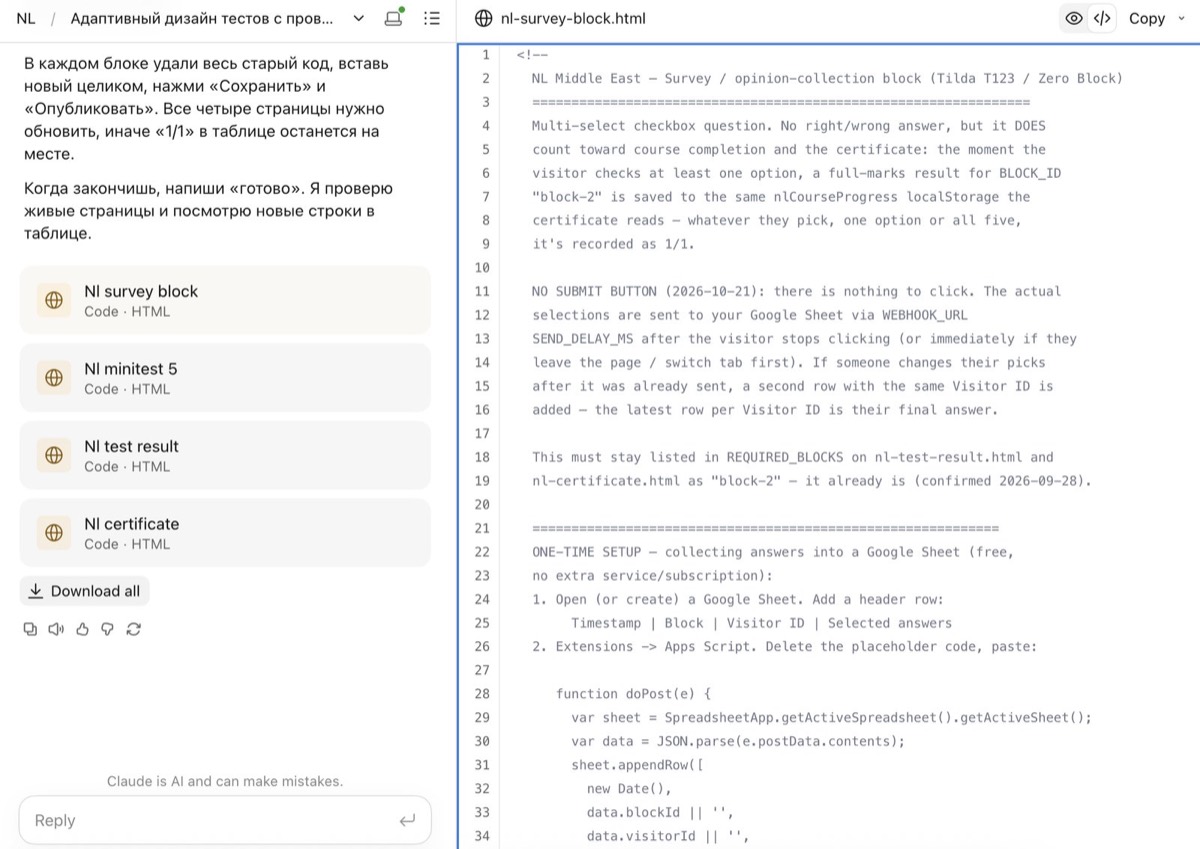 NL / Адаптивный дизайн тестов с пров...
В каждом блоке удали весь старый код, вставь
новый целиком, нажми «Сохранить» и
«Опубликовать». Все четыре страницы нужно
обновить, иначе «1/1» в таблице останется на
месте.
Когда закончишь, напиши «готово». Я проверю
живые страницы и посмотрю новые строки в
таблице.
Nl survey block
Code · HTML
Nl minitest 5
Code · HTML
Nl test result
Code · HTML
Nl certificate
Code · HTML
Download all
Claude is AI and can make mistakes.
Reply
nl-survey-block.html
Copy
1 <!--
2 NL Middle East — Survey / opinion-collection block (Tilda T123 / Zero Block)
3 ================================================================
4 Multi-select checkbox question. No right/wrong answer, but it DOES
5 count toward course completion and the certificate: the moment the
6 visitor checks at least one option, a full-marks result for BLOCK_ID
7 "block-2" is saved to the same nlCourseProgress localStorage the
8 certificate reads — whatever they pick, one option or all five,
9 it's recorded as 1/1.
10
11 NO SUBMIT BUTTON (2026-10-21): there is nothing to click. The actual
12 selections are sent to your Google Sheet via WEBHOOK_URL
13 SEND_DELAY_MS after the visitor stops clicking (or immediately if they
14 leave the page / switch tab first). If someone changes their picks
15 after it was already sent, a second row with the same Visitor ID is
16 added — the latest row per Visitor ID is their final answer.
17
18 This must stay listed in REQUIRED_BLOCKS on nl-test-result.html and
19 nl-certificate.html as "block-2" — it already is (confirmed 2026-09-28).
20
21 ============================================================
22 ONE-TIME SETUP — collecting answers into a Google Sheet (free,
23 no extra service/subscription):
24 1. Open (or create) a Google Sheet. Add a header row:
25 Timestamp | Block | Visitor ID | Selected answers
26 2. Extensions -> Apps Script. Delete the placeholder code, paste:
27
28 function doPost(e) {
29 var sheet = SpreadsheetApp.getActiveSpreadsheet().getActiveSheet();
30 var data = JSON.parse(e.postData.contents);
31 sheet.appendRow([
32 new Date(),
33 data.blockId || '',
34 data.visitorId || '',